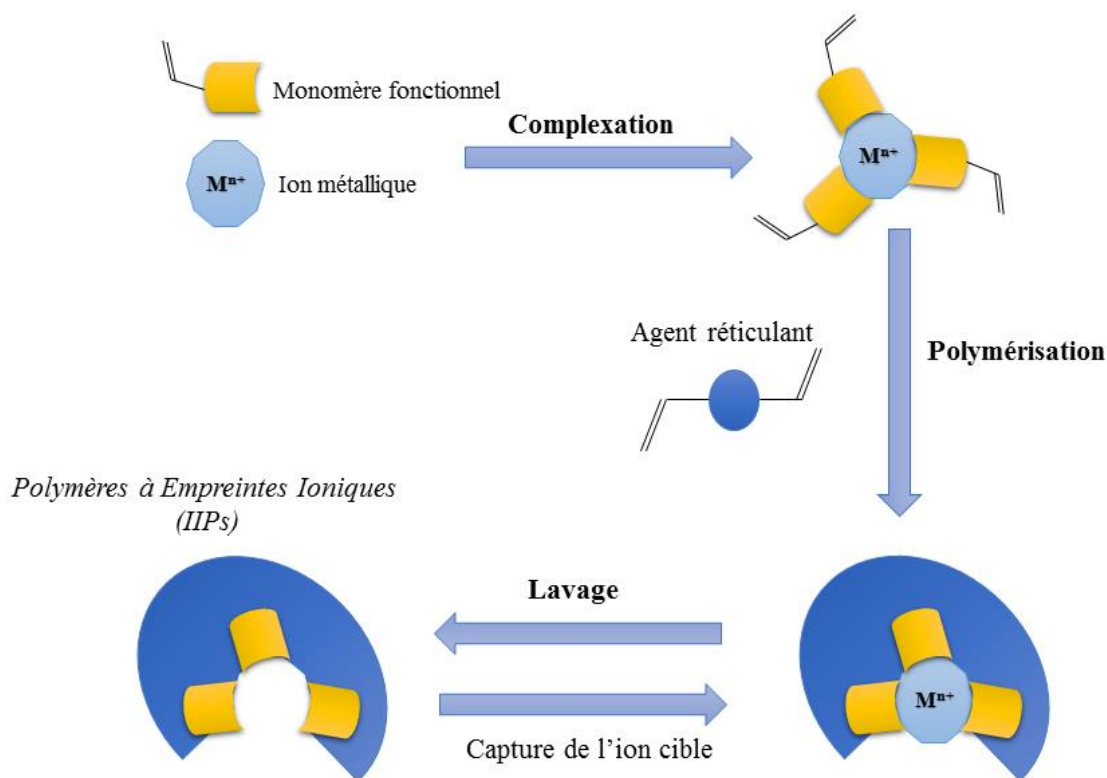 Monomère fonctionnel
Complexation
Mⁿ⁺
Mⁿ⁺
Ion métallique
Agent réticulant
Polymérisation
Polymères à Empreintes Ioniques
(IIPs)
Lavage
Mⁿ⁺
Capture de l’ion cible